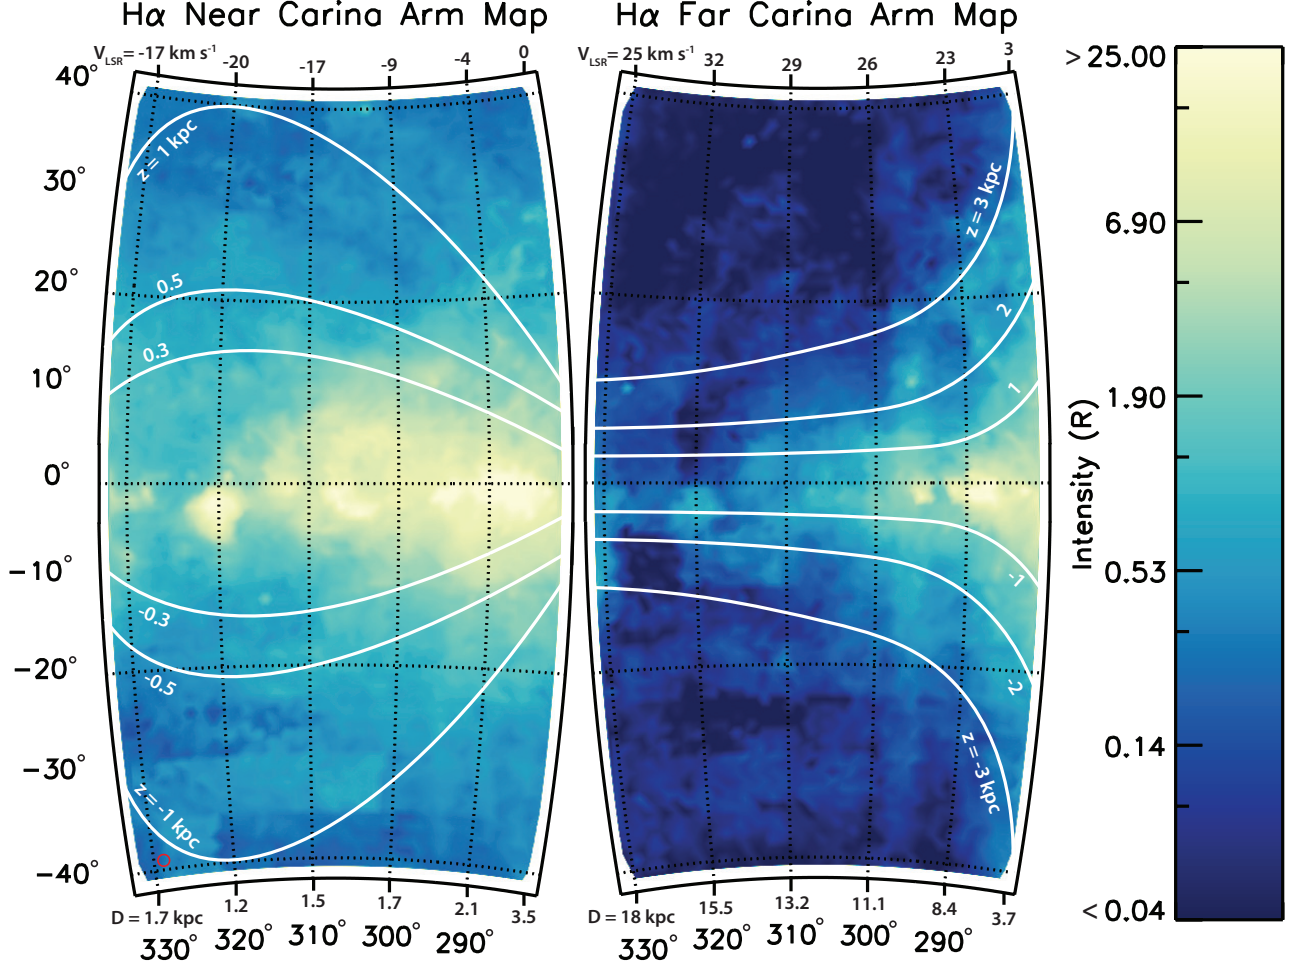 Hα Near Carina Arm Map
Hα Far Carina Arm Map
V_LSR = -17 km s⁻¹ -20 -17 -9 -4 0
V_LSR = 25 km s⁻¹ 32 29 26 23 3
40°
30°
20°
10°
0°
−10°
−20°
−30°
−40°
z = 1 kpc
0.5
0.3
-0.3
-0.5
z = -1 kpc
z = 3 kpc
2
1
-1
-2
z = -3 kpc
D = 1.7 kpc 1.2 1.5 1.7 2.1 3.5
330° 320° 310° 300° 290°
D = 18 kpc 15.5 13.2 11.1 8.4 3.7
330° 320° 310° 300° 290°
> 25.00
6.90
1.90
0.53
0.14
< 0.04
Intensity (R)